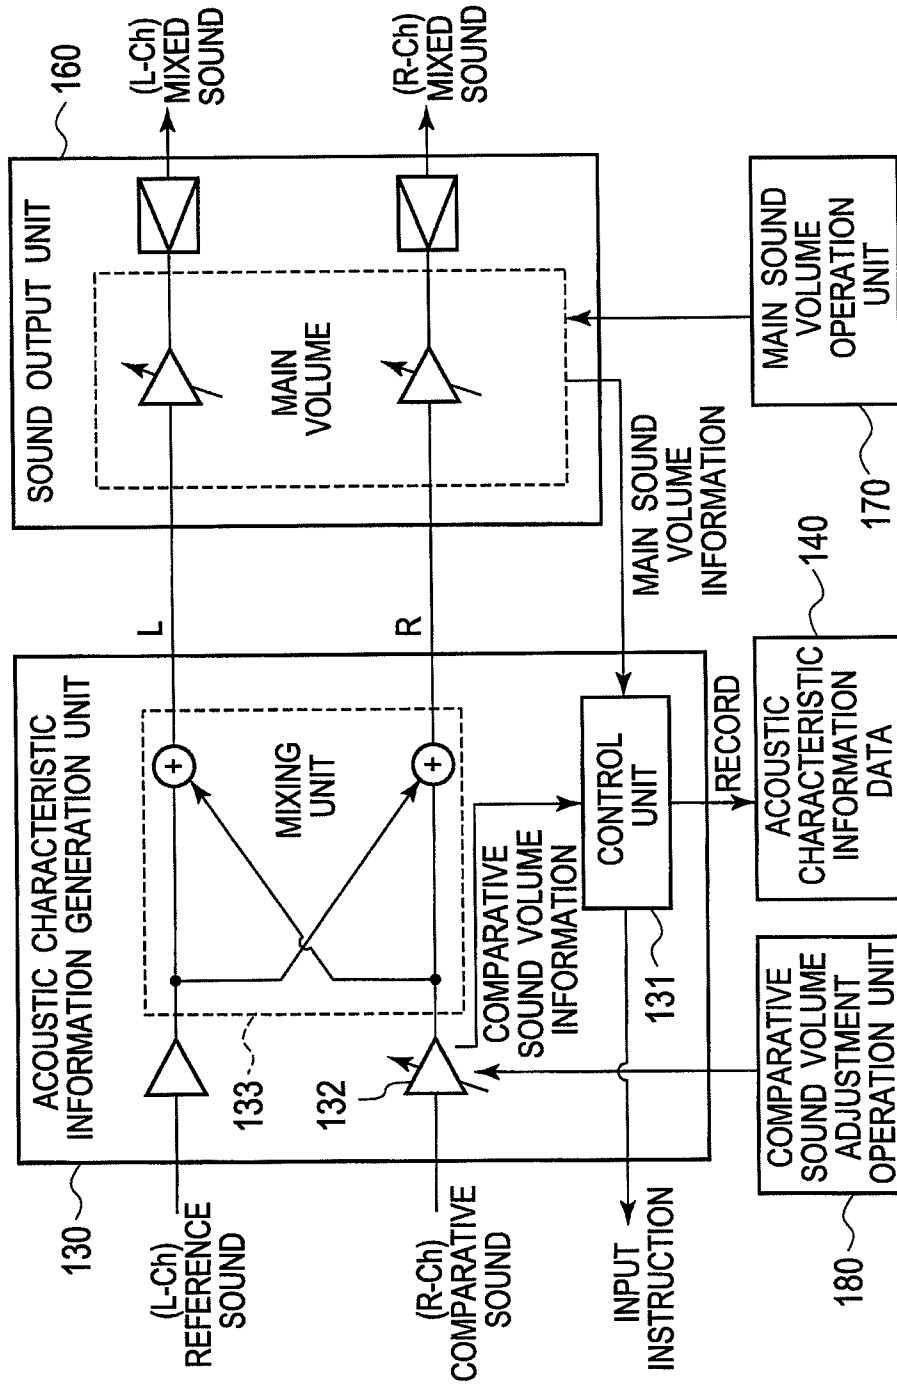 130
ACOUSTIC CHARACTERISTIC
INFORMATION GENERATION UNIT
(L-Ch)
REFERENCE
SOUND
(R-Ch)
COMPARATIVE
SOUND
133
132
MIXING
UNIT
+
+
COMPARATIVE
SOUND VOLUME
INFORMATION
CONTROL
UNIT
131
INPUT
INSTRUCTION
RECORD
L
R
SOUND OUTPUT UNIT
160
MAIN
VOLUME
(L-Ch)
MIXED
SOUND
(R-Ch)
MIXED
SOUND
MAIN SOUND
VOLUME
INFORMATION
COMPARATIVE
SOUND VOLUME
ADJUSTMENT
OPERATION UNIT
180
ACOUSTIC
CHARACTERISTIC
INFORMATION
DATA
140
MAIN SOUND
VOLUME
OPERATION
UNIT
170